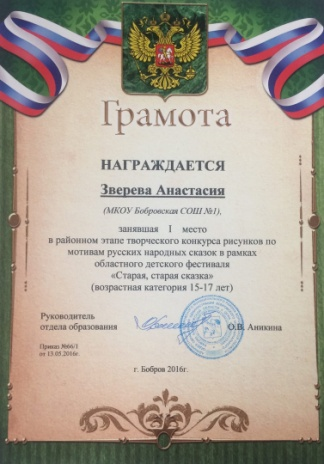 Грамота
НАГРАЖДАЕТСЯ
Зверева Анастасия
(МКОУ Бобровская СОШ №1),
занявшая I место
в районном этапе творческого конкурса рисунков по
мотивам русских народных сказок в рамках
областного детского фестиваля
«Старая, старая сказка»
(возрастная категория 15-17 лет)
Руководитель
отдела образования О.В. Аникина
Приказ №66/1
от 13.05.2016г.
г. Бобров 2016г.